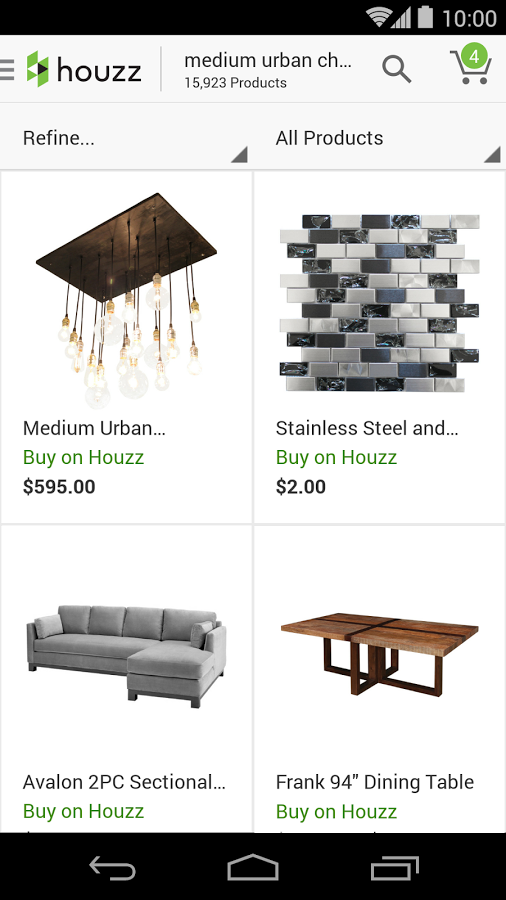 10:00
houzz
medium urban ch...
15,923 Products
4
Refine...
All Products
Medium Urban...
Buy on Houzz
$595.00
Stainless Steel and...
Buy on Houzz
$2.00
Avalon 2PC Sectional...
Buy on Houzz
Frank 94" Dining Table
Buy on Houzz